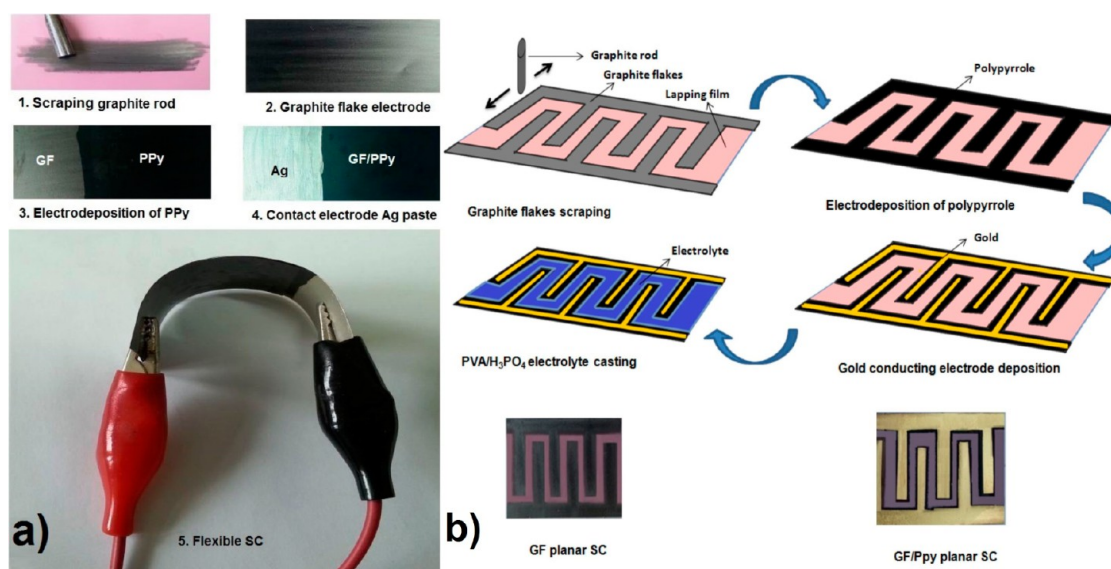 1. Scraping graphite rod
2. Graphite flake electrode
GF
PPy
3. Electrodeposition of PPy
Ag
GF/PPy
4. Contact electrode Ag paste
5. Flexible SC
a)
Graphite rod
Graphite flakes
Lapping film
Graphite flakes scraping
Polypyrrole
Electrodeposition of polypyrrole
Gold
Gold conducting electrode deposition
Electrolyte
PVA/H₃PO₄ electrolyte casting
GF planar SC
GF/Ppy planar SC
b)